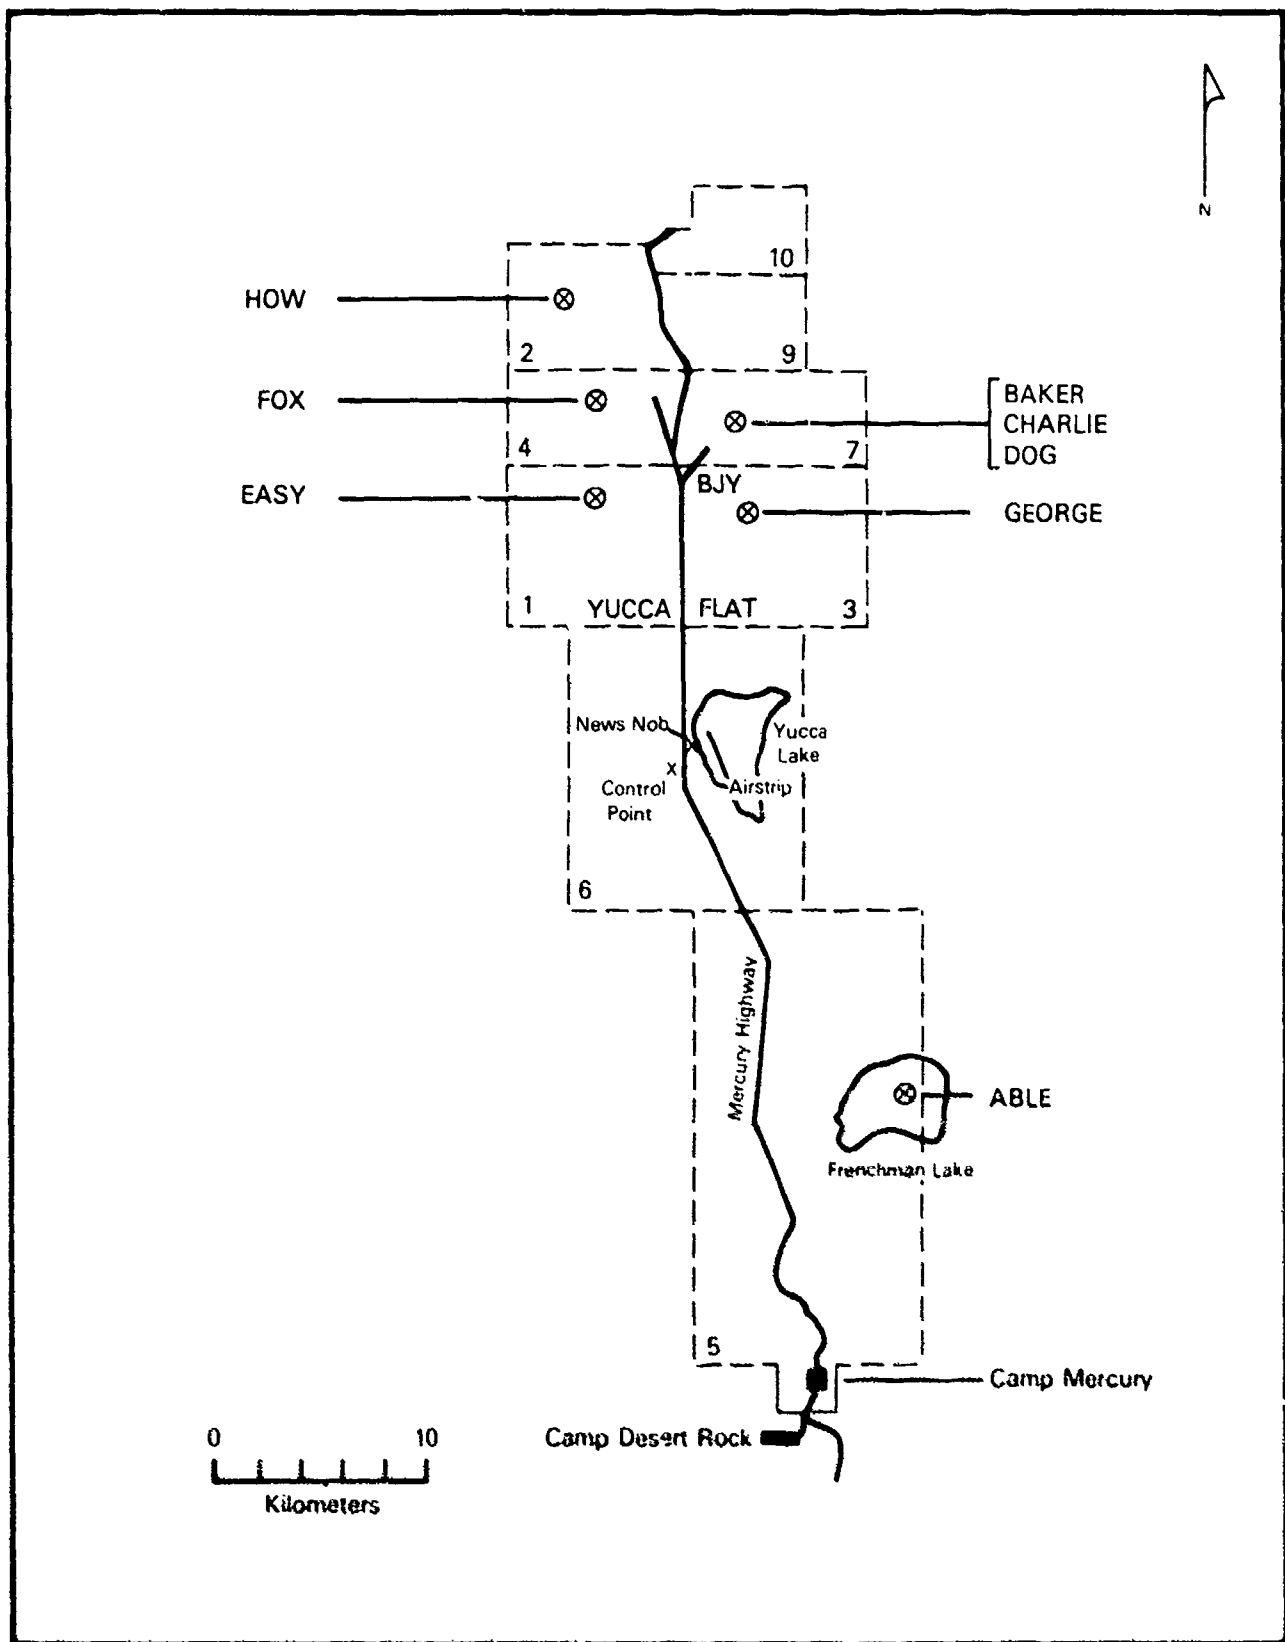 N
10
HOW
2
9
FOX
BAKER
CHARLIE
DOG
4
7
EASY
BJY
GEORGE
1
YUCCA FLAT
3
News Nob
Yucca
Lake
x
Control
Point
Airstrip
6
Mercury Highway
ABLE
Frenchman Lake
5
Camp Mercury
Camp Desert Rock
0 10
Kilometers